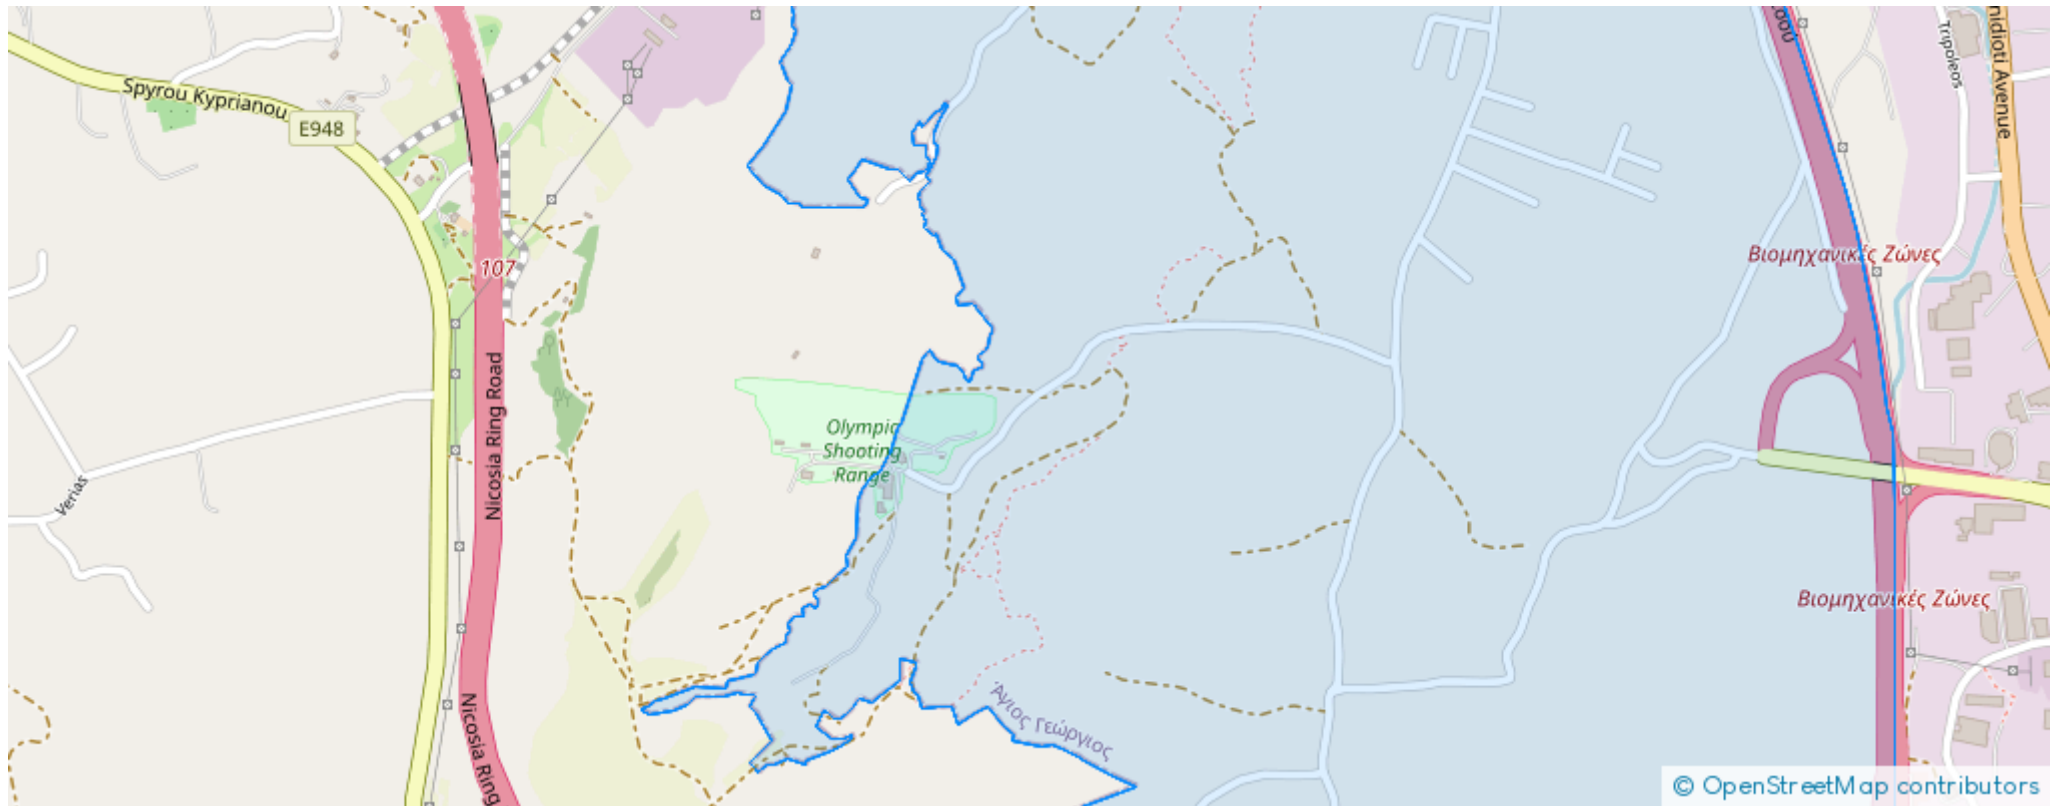 Spyrou Kyprianou
E948
107
Nicosia Ring Road
Nicosia Ring
Verias
Olympic
Shooting
Range
Άγιος Γεώργιος
Tripoleos
Avenue
Βιομηχανικές Ζώνες
Βιομηχανικές Ζώνες
© OpenStreetMap contributors